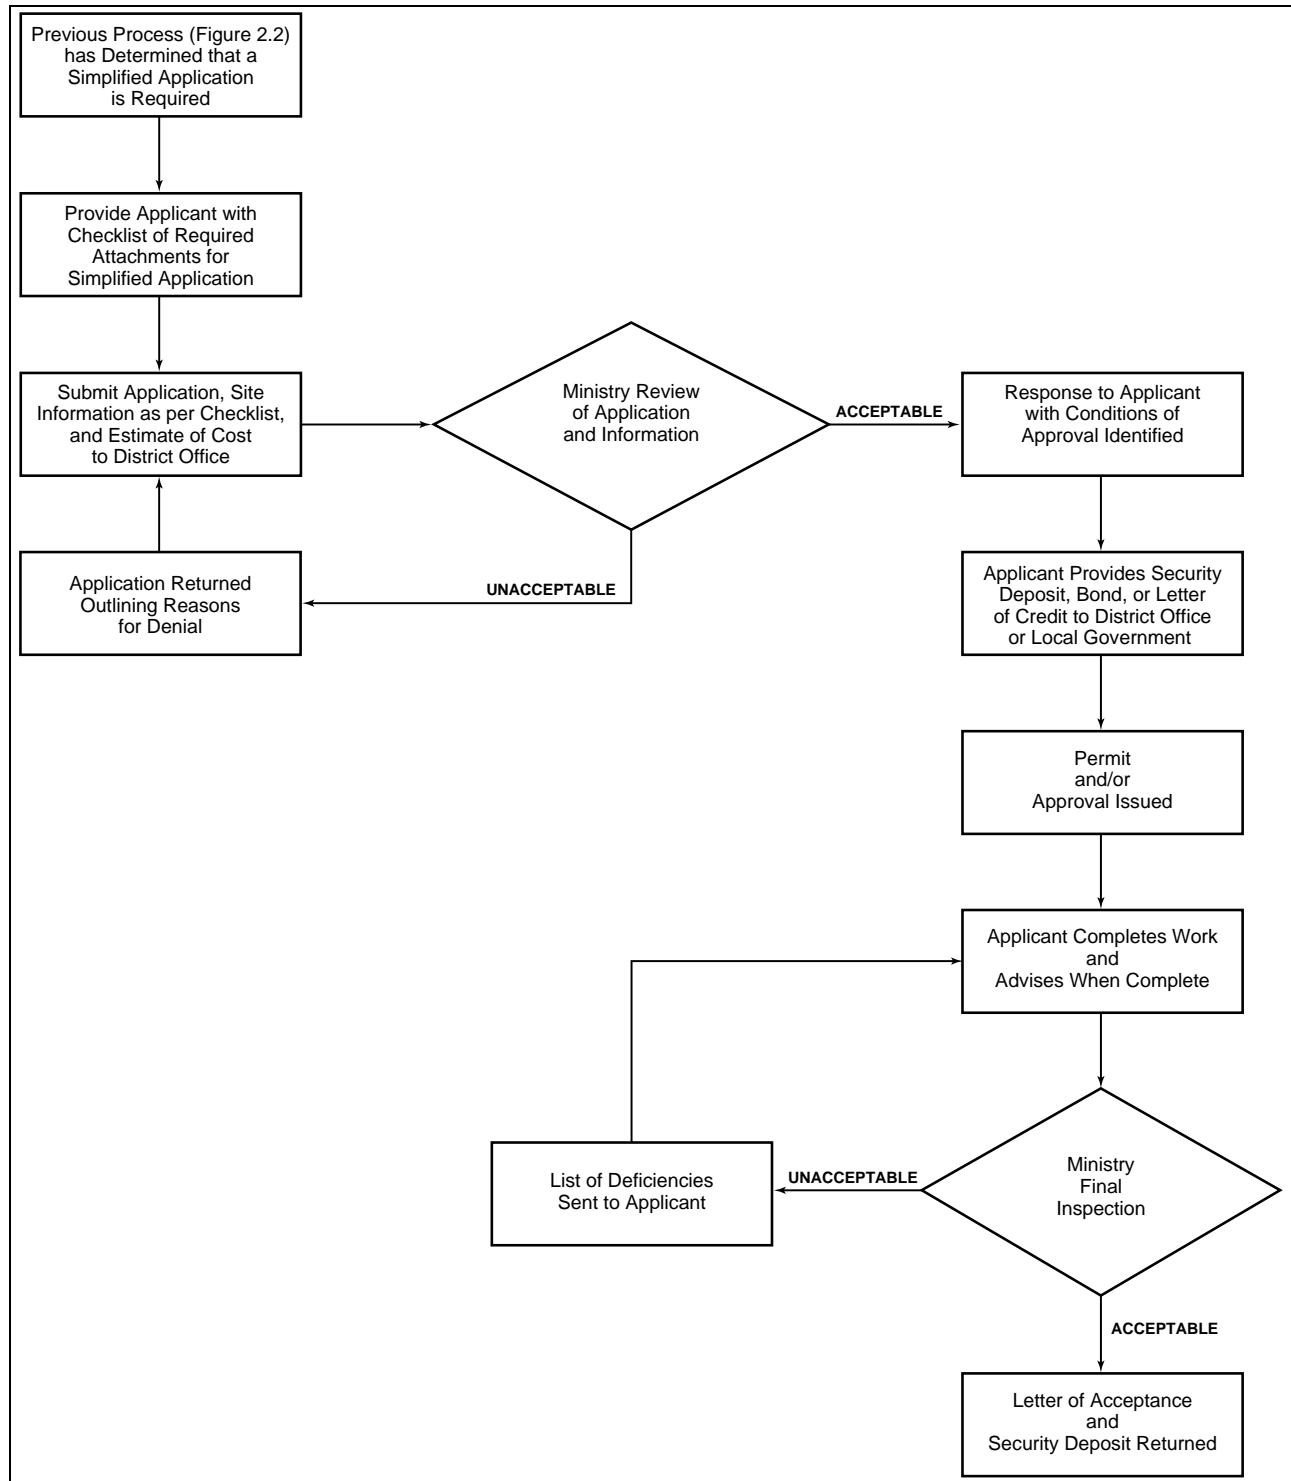 Previous Process (Figure 2.2)
has Determined that a
Simplified Application
is Required
Provide Applicant with
Checklist of Required
Attachments for
Simplified Application
Submit Application, Site
Information as per Checklist,
and Estimate of Cost
to District Office
Ministry Review
of Application
and Information
ACCEPTABLE
Response to Applicant
with Conditions of
Approval Identified
UNACCEPTABLE
Application Returned
Outlining Reasons
for Denial
Applicant Provides Security
Deposit, Bond, or Letter
of Credit to District Office
or Local Government
Permit
and/or
Approval Issued
Applicant Completes Work
and
Advises When Complete
Ministry
Final
Inspection
UNACCEPTABLE
List of Deficiencies
Sent to Applicant
ACCEPTABLE
Letter of Acceptance
and
Security Deposit Returned